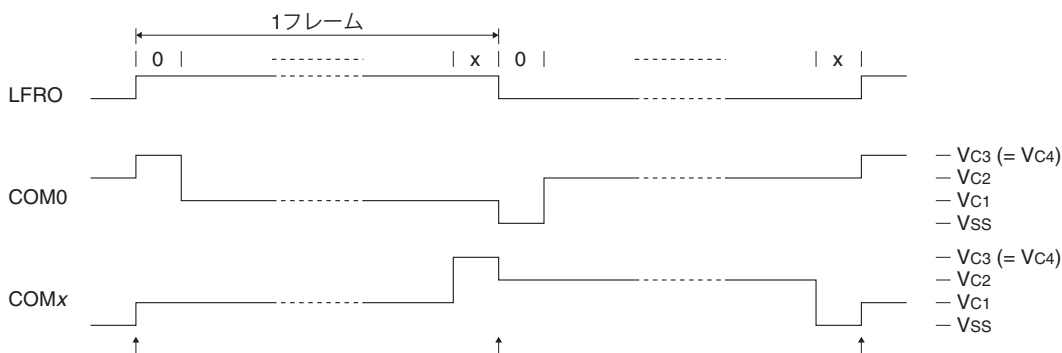 1フレーム
0 x 0 x
LFRO
COM0
VC3 (= VC4)
VC2
VC1
VSS
COMx
VC3 (= VC4)
VC2
VC1
VSS